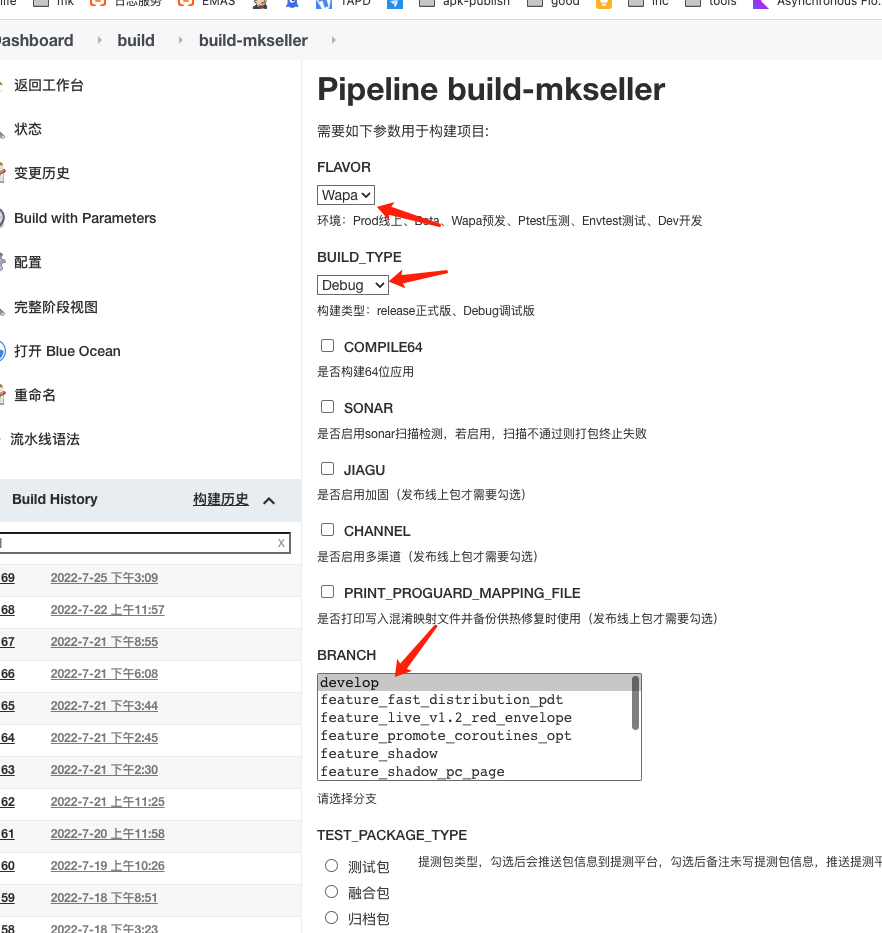 mk
日志服务
EMAS
TAPD
apk-publish
good
inc
tools
Asynchronous Flo..
Dashboard
build
build-mkseller
返回工作台
状态
变更历史
Build with Parameters
配置
完整阶段视图
打开 Blue Ocean
重命名
流水线语法
Build History
构建历史
x
69 2022-7-25 下午3:09
68 2022-7-22 上午11:57
67 2022-7-21 下午8:55
66 2022-7-21 下午6:08
65 2022-7-21 下午3:44
64 2022-7-21 下午2:45
63 2022-7-21 下午2:30
62 2022-7-21 上午11:25
61 2022-7-20 上午11:58
60 2022-7-19 上午10:26
59 2022-7-18 下午8:51
58 2022-7-18 下午3:23
Pipeline build-mkseller
需要如下参数用于构建项目:
FLAVOR
Wapa
环境：Prod线上、Beta、Wapa预发、Ptest压测、Envtest测试、Dev开发
BUILD_TYPE
Debug
构建类型：release正式版、Debug调试版
COMPILE64
是否构建64位应用
SONAR
是否启用sonar扫描检测，若启用，扫描不通过则打包终止失败
JIAGU
是否启用加固（发布线上包才需要勾选）
CHANNEL
是否启用多渠道（发布线上包才需要勾选）
PRINT_PROGUARD_MAPPING_FILE
是否打印写入混淆映射文件并备份供热修复时使用（发布线上包才需要勾选）
BRANCH
develop
feature_fast_distribution_pdt
feature_live_v1.2_red_envelope
feature_promote_coroutines_opt
feature_shadow
feature_shadow_pc_page
请选择分支
TEST_PACKAGE_TYPE
测试包
提测包类型，勾选后会推送包信息到提测平台，勾选后备注未写提测包信息，推送提测平
融合包
归档包